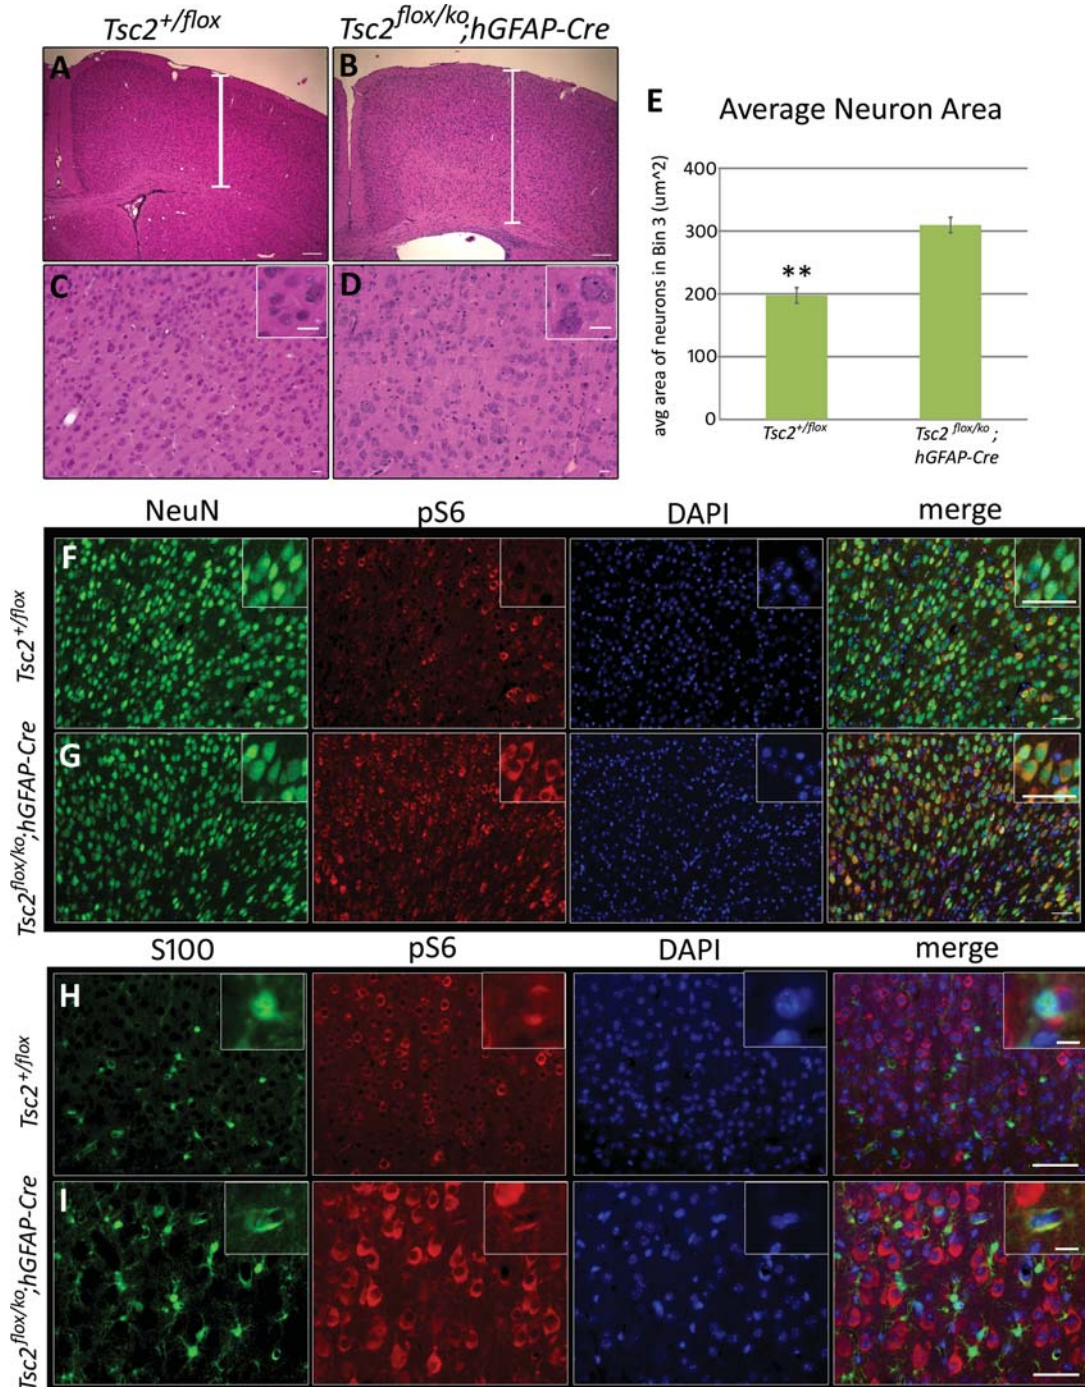 Tsc2+/flox
Tsc2flox/ko;hGFAP-Cre
A
B
C
D
E
Average Neuron Area
avg area of neurons in Bin 3 (um^2)
400
300
200
100
0
**
Tsc2+/flox
Tsc2 flox/ko ;
hGFAP-Cre
NeuN
pS6
DAPI
merge
Tsc2+/flox
F
Tsc2flox/ko;hGFAP-Cre
G
S100
pS6
DAPI
merge
Tsc2+/flox
H
Tsc2flox/ko;hGFAP-Cre
I